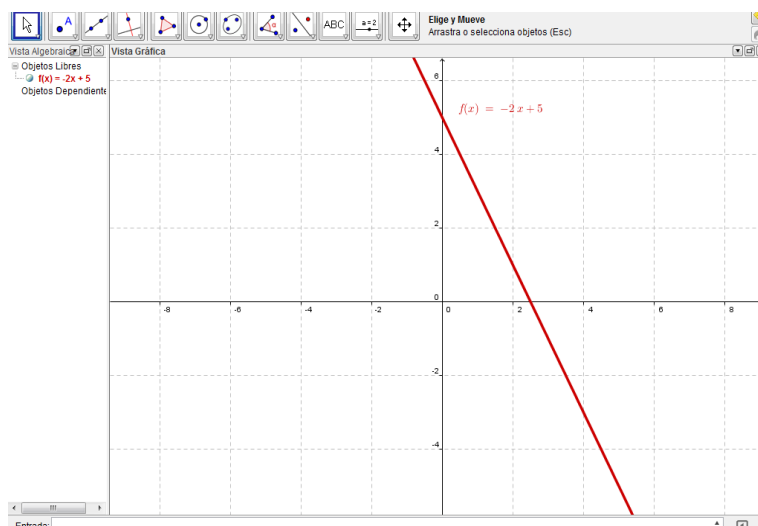 ABC
a=2
Elige y Mueve
Arrastra o selecciona objetos (Esc)
Vista Algebraica
Vista Gráfica
Objetos Libres
f(x) = -2x + 5
Objetos Dependiente
f(x) = −2 x + 5
6
4
2
0
-2
-4
-8
-6
-4
-2
0
2
4
6
8
Entrada: